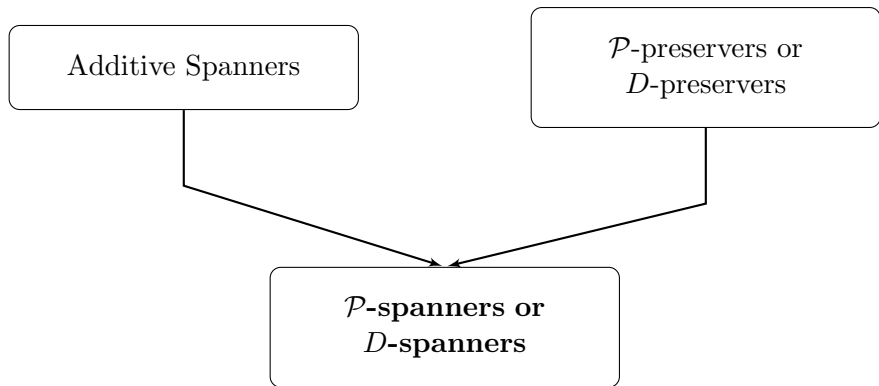 Additive Spanners
𝒫-preservers or
D-preservers
𝒫-spanners or
D-spanners